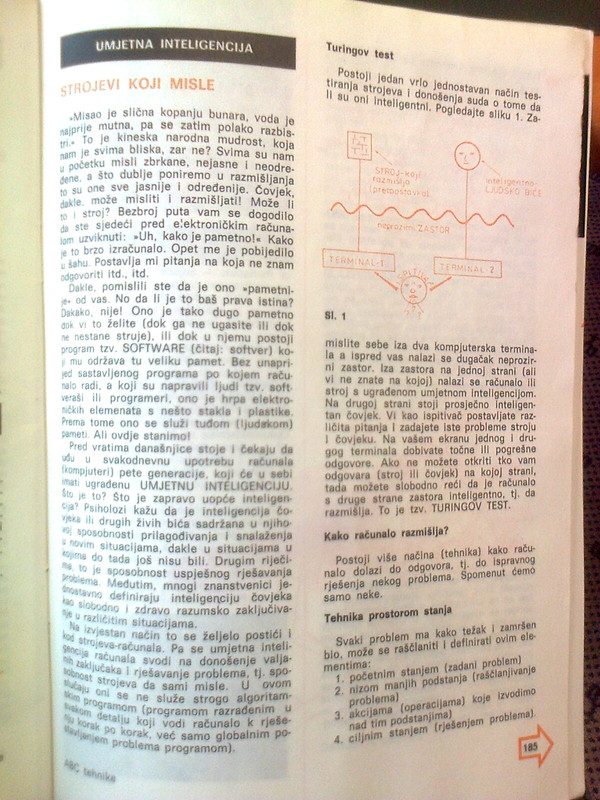 UMJETNA INTELIGENCIJA
STROJEVI KOJI MISLE
»Misao je slična kopanju bunara, voda je
najprije mutna, pa se zatim polako razbis-
tri.« To je kineska narodna mudrost, koja
nam je svima bliska, zar ne? Svima su nam
u početku misli zbrkane, nejasne i neodre-
đene, a što dublje poniremo u razmišljanja
to su one sve jasnije i određenije. Čovjek,
dakle, može misliti i razmišljati! Može li
to i stroj? Bezbroj puta vam se dogodilo
da ste sjedeći pred elektroničkim računa-
lom uzviknuti: »Uh, kako je pametno!« Kako
je to brzo izračunalo. Opet me je pobijedilo
u šahu. Postavlja mi pitanja na koja ne znam
odgovoriti itd., itd.
Dakle, pomislili ste da je ono »pametni-
je« od vas. No da li je to baš prava istina?
Dakako, nije! Ono je tako dugo pametno
dok vi to želite (dok ga ne ugasite ili dok
ne nestane struje), ili dok u njemu postoji
program tzv. SOFTWARE (čitaj: softver) ko-
ji mu održava tu veliku pamet. Bez unapri-
jed sastavljenog programa po kojem raču-
nalo radi, a koji su napravili ljudi tzv. soft-
veraši ili programeri, ono je hrpa elektro-
ničkih elemenata s nešto stakla i plastike.
Prema tome ono se služi tuđom (ljudskom)
pameti. Ali ovdje stanimo!
Pred vratima današnjice stoje i čekaju da
uđu u svakodnevnu upotrebu računala
(kompjuteri) pete generacije, koji će u sebi
imati ugrađenu UMJETNU INTELIGENCIJU.
Što je to? Što je zapravo uopće inteligen-
cija? Psiholozi kažu da je inteligencija čo-
vjeka ili drugih živih bića sadržana u njiho-
voj sposobnosti prilagođivanja i snalaženja
u novim situacijama, dakle u situacijama u
kojima do tada još nisu bili. Drugim riječi-
ma, to je sposobnost uspješnog rješavanja
problema. Međutim, mnogi znanstvenici je-
dnostavno definiraju inteligenciju čovjeka
kao slobodno i zdravo razumsko zaključiva-
nje u različitim situacijama.
Na izvjestan način to se željelo postići i
kod strojeva-računala. Pa se umjetna inteli-
gencija računala svodi na donošenje valja-
nih zaključaka i rješavanje problema, tj. spo-
sobnost strojeva da sami misle. U ovom
slučaju oni se ne služe strogo algoritam-
skim programom (programom razrađenim u
svakom detalju koji vodi računalo k rješe-
nju korak po korak, već samo globalnim po-
stavljenjem problema programom).
ABC tehnike
Turingov test
Postoji jedan vrlo jednostavan način tes-
tiranja strojeva i donošenja suda o tome da
li su oni inteligentni. Pogledajte sliku 1. Za-
STROJ-koji
razmišlja
(pretpostavka)
inteligentno-
LJUDSKO BIĆE
neprozirni ZASTOR
TERMINAL-1
TERMINAL-2
Sl. 1
mislite sebe iza dva kompjuterska termina-
la a ispred vas nalazi se dugačak neprozir-
ni zastor. Iza zastora na jednoj strani (ali
vi ne znate na kojoj) nalazi se računalo ili
stroj s ugrađenom umjetnom inteligencijom.
Na drugoj strani stoji prosječno inteligen-
tan čovjek. Vi kao ispitivač postavljate raz-
ličita pitanja i zadajete iste probleme stroju
i čovjeku. Na vašem ekranu jednog i dru-
gog terminala dobivate točne ili pogrešne
odgovore. Ako ne možete otkriti tko vam
odgovara (stroj ili čovjek) na kojoj strani,
tada možete slobodno reći da je računalo
s druge strane zastora inteligentno, tj. da
razmišlja. To je tzv. TURINGOV TEST.
Kako računalo razmišlja?
Postoji više načina (tehnika) kako raču-
nalo dolazi do odgovora, tj. do ispravnog
rješenja nekog problema. Spomenut ćemo
samo neke.
Tehnika prostorom stanja
Svaki problem ma kako težak i zamršen
bio, može se raščlaniti i definirati ovim ele-
mentima:
1. početnim stanjem (zadani problem)
2. nizom manjih podstanja (raščlanjivanje
problema)
3. akcijama (operacijama) koje izvodimo
nad tim podstanjima)
4. ciljnim stanjem (rješenjem problema).
185